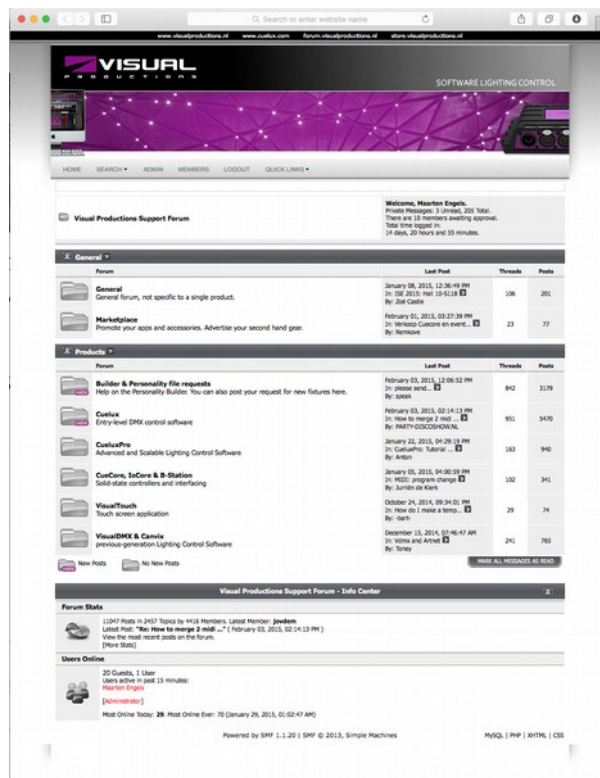 Search or enter website name
www.visualproductions.nl www.cuelux.com forum.visualproductions.nl store.visualproductions.nl
VISUAL
PRODUCTIONS
SOFTWARE LIGHTING CONTROL
HOME SEARCH ADMIN MEMBERS LOGOUT QUICK LINKS
Visual Productions Support Forum
Welcome, Maarten Engels.
Private Messages: 3 Unread, 205 Total.
There are 10 members awaiting approval.
Total time logged in:
14 days, 20 hours and 55 minutes.
General
Forum Last Post Threads Posts
General
General forum, not specific to a single product.
January 08, 2015, 12:36:49 PM
In: ISE 2015: Hall 10-S118
By: Zoë Castle
106 201
Marketplace
Promote your apps and accessories. Advertise your second hand gear.
February 01, 2015, 03:27:39 PM
In: Verkoop Cuecore en event...
By: Remkove
23 77
Products
Forum Last Post Threads Posts
Builder & Personality file requests
Help on the Personality Builder. You can also post your request for new fixtures here.
February 03, 2015, 12:06:52 PM
In: please send...
By: speak
842 3179
Cuelux
Entry-level DMX control software
February 03, 2015, 02:14:13 PM
In: How to merge 2 midi ...
By: PARTY-DISCOSHOW.NL
951 5470
CueluxPro
Advanced and Scalable Lighting Control Software
January 22, 2015, 04:29:19 PM
In: CueluxPro: Tutorial ...
By: Anton
163 940
CueCore, IoCore & B-Station
Solid-state controllers and interfacing
January 05, 2015, 04:00:59 PM
In: MIDI: program change
By: Jurriën de Klerk
102 341
VisualTouch
Touch screen application
October 24, 2014, 09:34:01 PM
In: How do I make a temp...
By: -bart-
29 74
VisualDMX & Canvix
previous-generation Lighting Control Software
December 15, 2014, 07:46:47 AM
In: Vdmx and Artnet
By: Toney
241 765
New Posts No New Posts
MARK ALL MESSAGES AS READ
Visual Productions Support Forum - Info Center
Forum Stats
11047 Posts in 2457 Topics by 4416 Members. Latest Member: jovdem
Latest Post: "Re: How to merge 2 midi ..." ( February 03, 2015, 02:14:13 PM )
View the most recent posts on the forum.
[More Stats]
Users Online
20 Guests, 1 User
Users active in past 15 minutes:
Maarten Engels
[Administrator]
Most Online Today: 29. Most Online Ever: 70 (January 29, 2015, 01:02:47 AM)
Powered by SMF 1.1.20 | SMF © 2013, Simple Machines
MySQL | PHP | XHTML | CSS